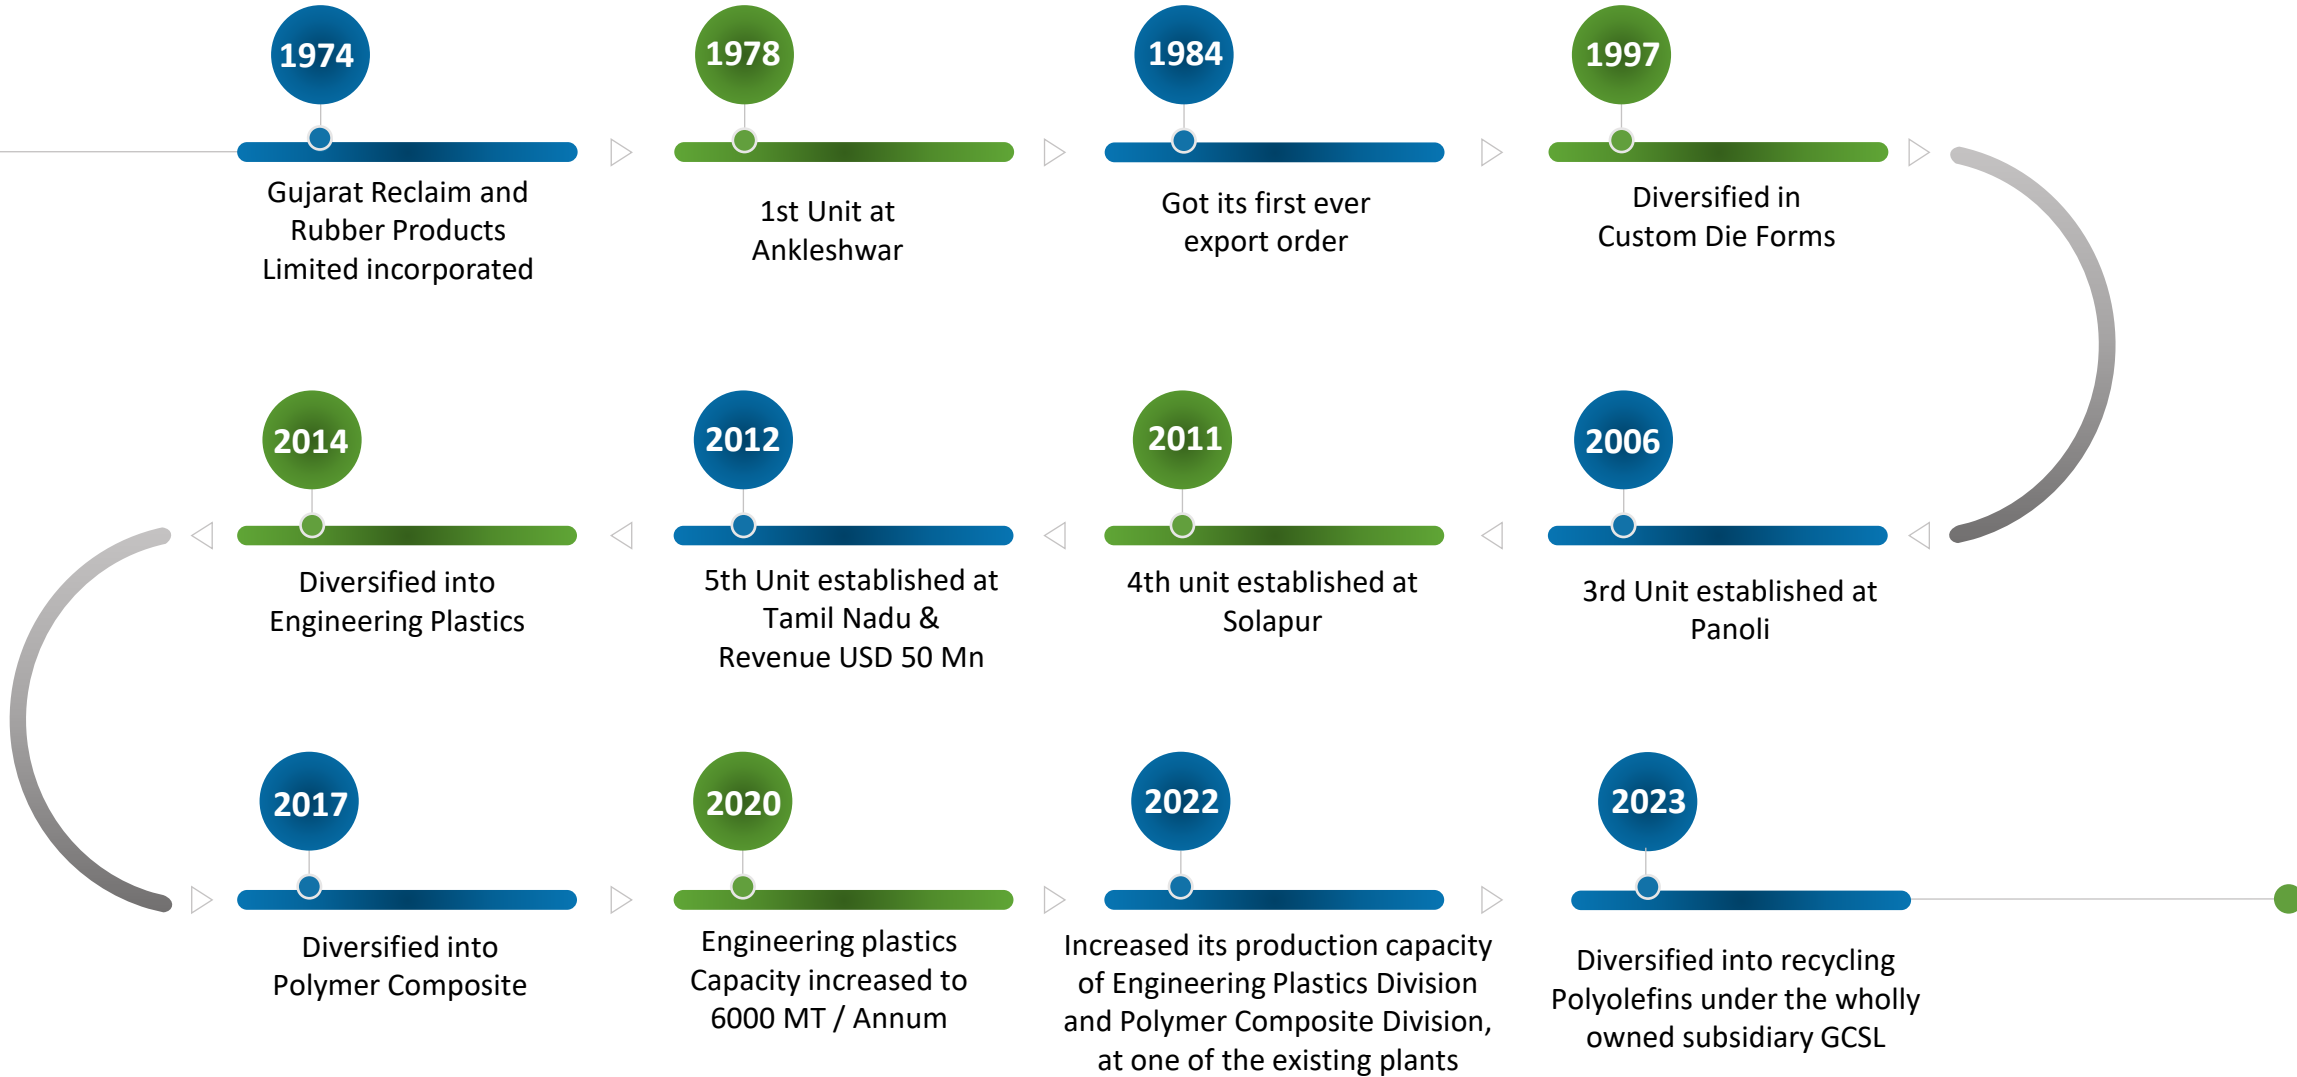 1974
Gujarat Reclaim and
Rubber Products
Limited incorporated
1978
1st Unit at
Ankleshwar
1984
Got its first ever
export order
1997
Diversified in
Custom Die Forms
2006
3rd Unit established at
Panoli
2011
4th unit established at
Solapur
2012
5th Unit established at
Tamil Nadu &
Revenue USD 50 Mn
2014
Diversified into
Engineering Plastics
2017
Diversified into
Polymer Composite
2020
Engineering plastics
Capacity increased to
6000 MT / Annum
2022
Increased its production capacity
of Engineering Plastics Division
and Polymer Composite Division,
at one of the existing plants
2023
Diversified into recycling
Polyolefins under the wholly
owned subsidiary GCSL